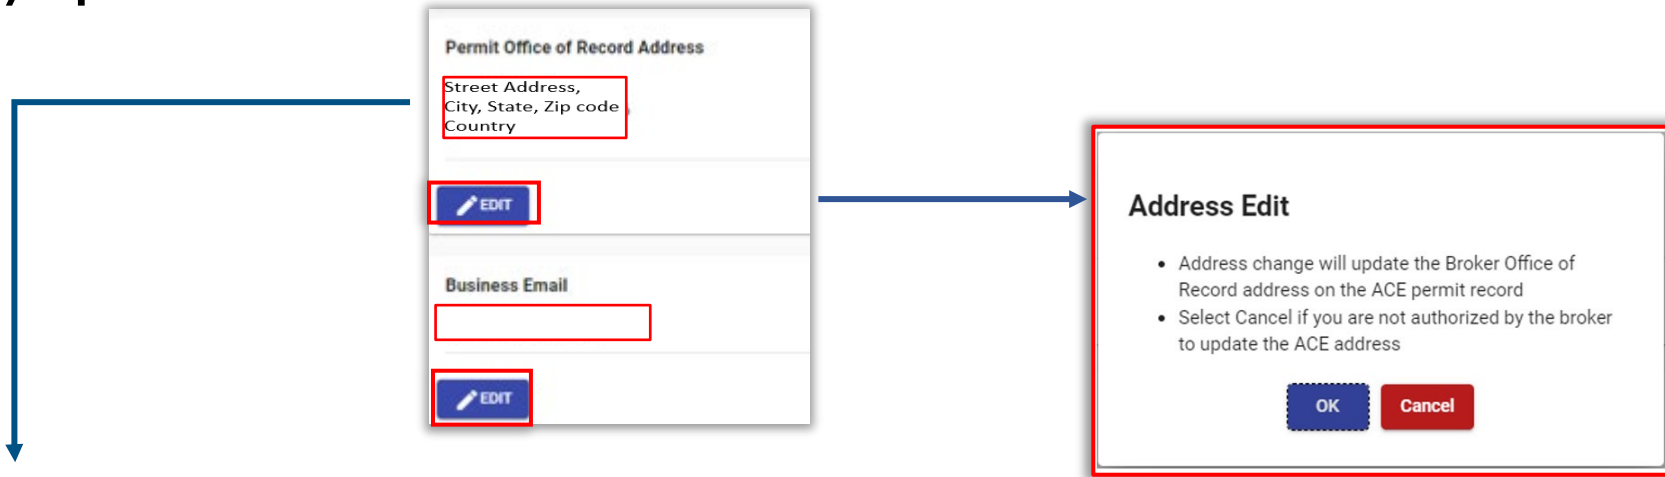 Permit Office of Record Address
Street Address,
City, State, Zip code
Country
EDIT
Business Email
EDIT
Address Edit
• Address change will update the Broker Office of
Record address on the ACE permit record
• Select Cancel if you are not authorized by the broker
to update the ACE address
OK
Cancel